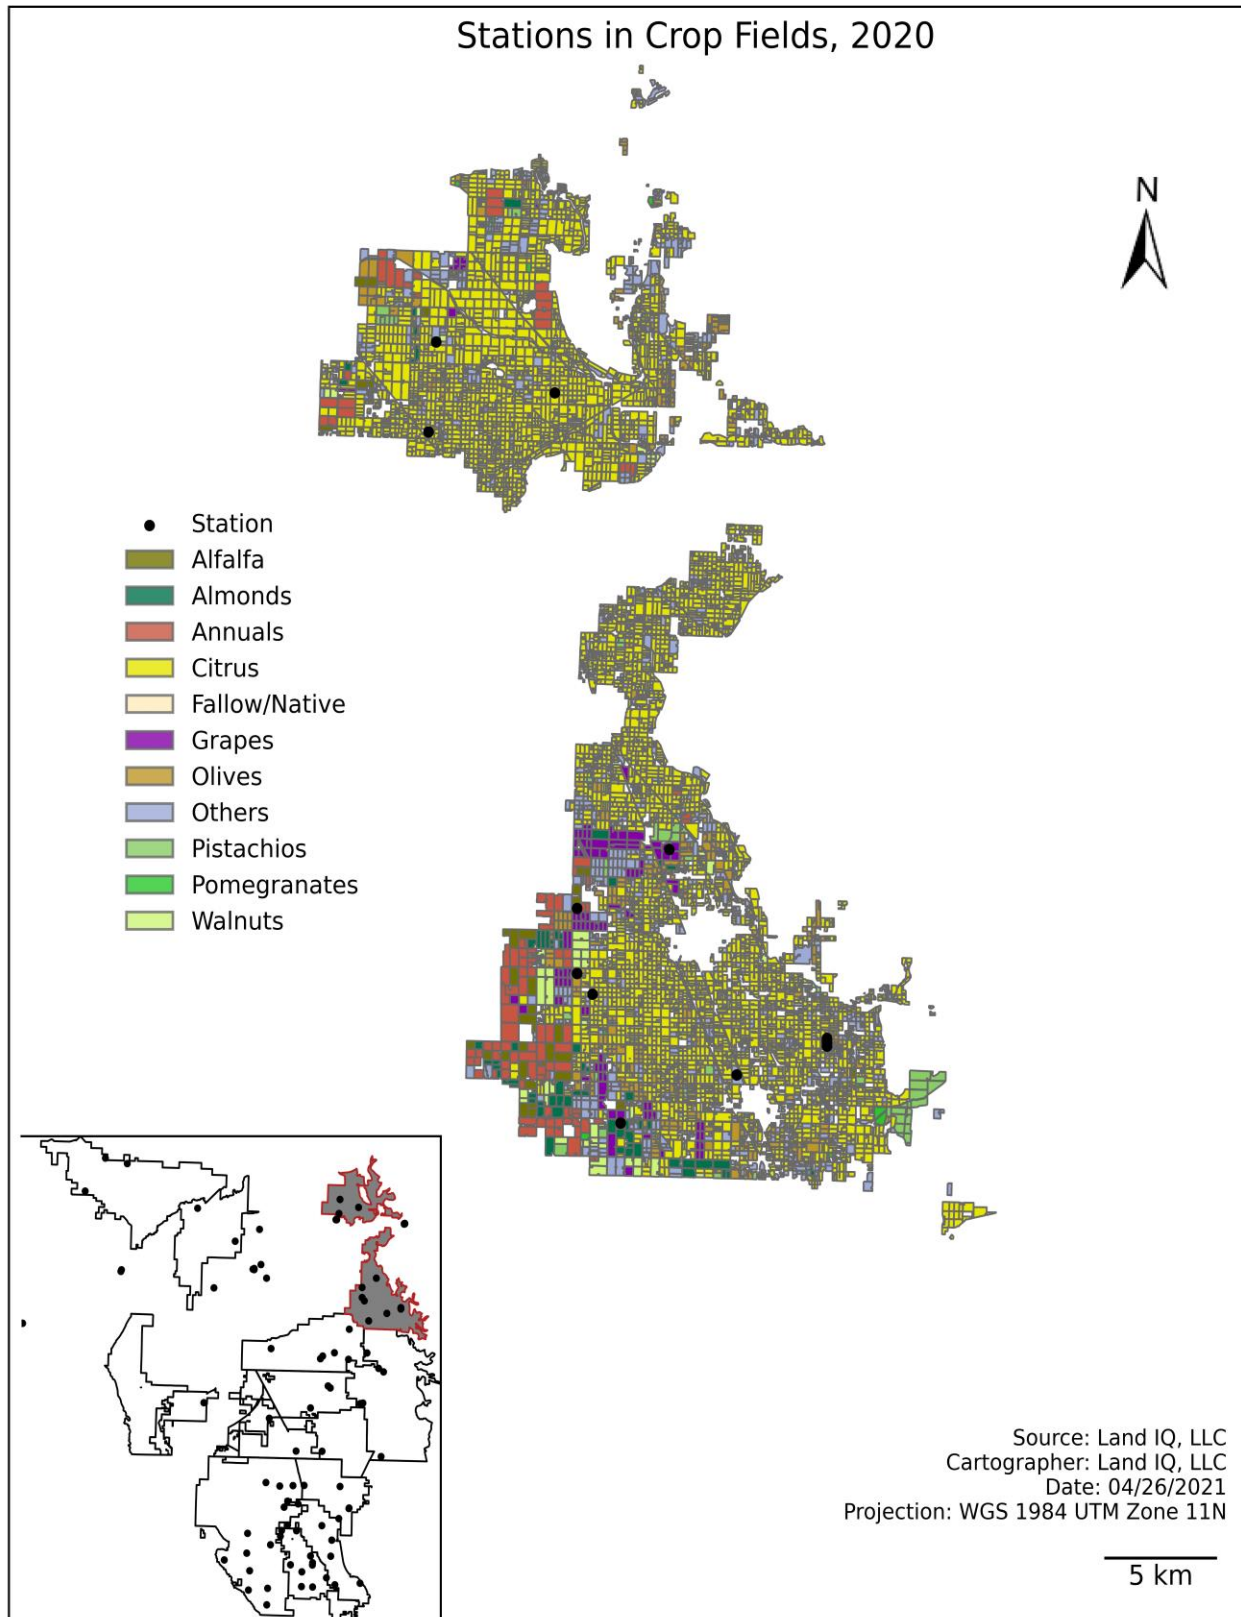 Stations in Crop Fields, 2020
N
Station
Alfalfa
Almonds
Annuals
Citrus
Fallow/Native
Grapes
Olives
Others
Pistachios
Pomegranates
Walnuts
Source: Land IQ, LLC
Cartographer: Land IQ, LLC
Date: 04/26/2021
Projection: WGS 1984 UTM Zone 11N
5 km